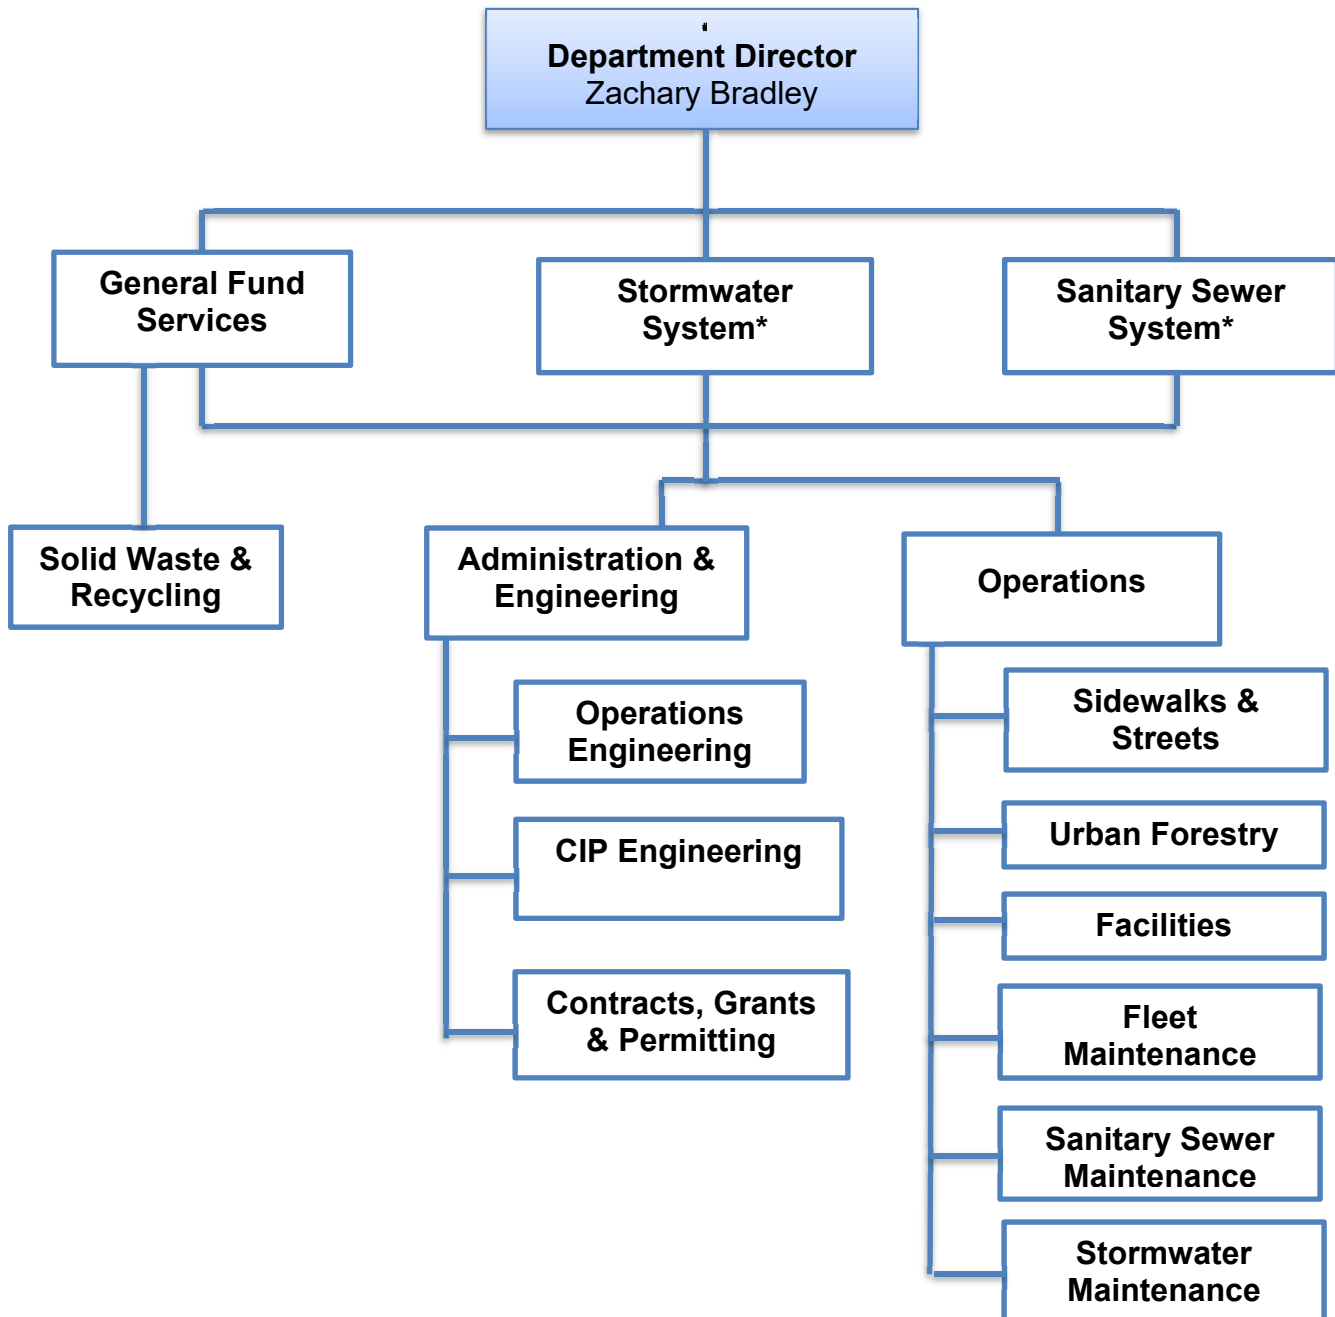 Department Director
Zachary Bradley
General Fund
Services
Stormwater
System*
Sanitary Sewer
System*
Solid Waste &
Recycling
Administration &
Engineering
Operations
Operations
Engineering
CIP Engineering
Contracts, Grants
& Permitting
Sidewalks &
Streets
Urban Forestry
Facilities
Fleet
Maintenance
Sanitary Sewer
Maintenance
Stormwater
Maintenance